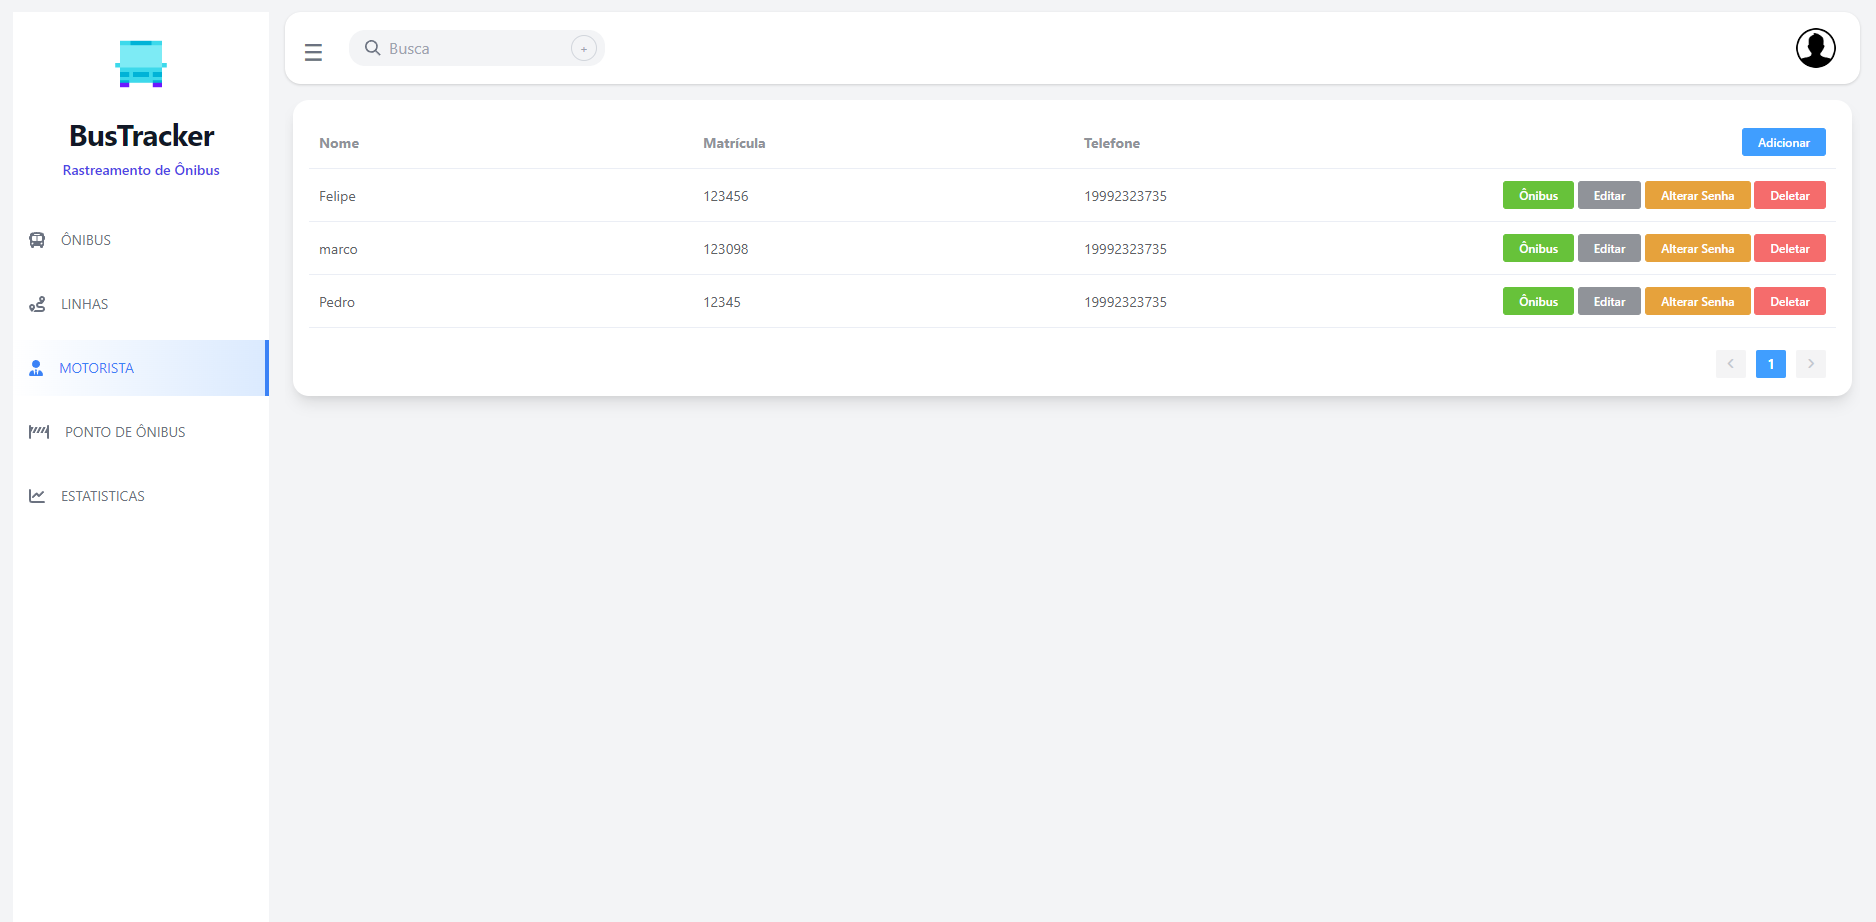 BusTracker
Rastreamento de Ônibus
ÔNIBUS
LINHAS
MOTORISTA
PONTO DE ÔNIBUS
ESTATISTICAS
Busca +
Nome Matrícula Telefone Adicionar
Felipe 123456 19992323735 Ônibus Editar Alterar Senha Deletar
marco 123098 19992323735 Ônibus Editar Alterar Senha Deletar
Pedro 12345 19992323735 Ônibus Editar Alterar Senha Deletar
1